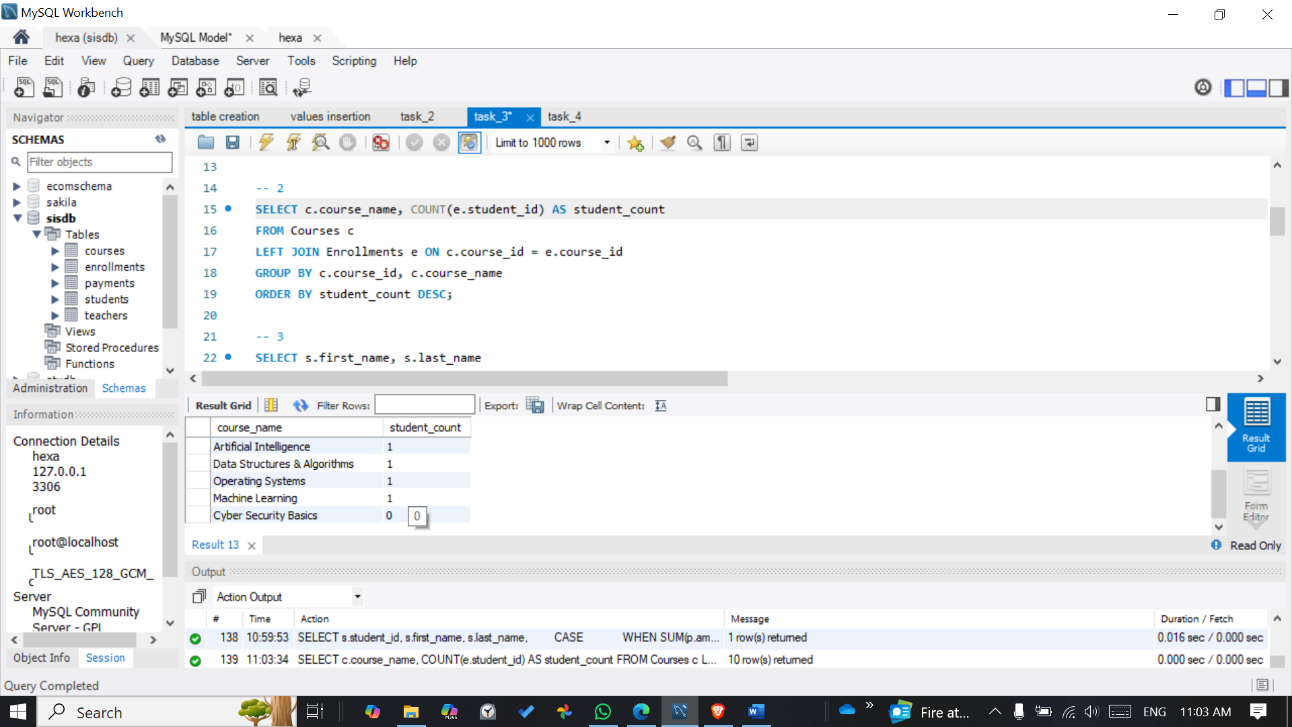 MySQL Workbench
hexa (sisdb)
MySQL Model*
hexa
File Edit View Query Database Server Tools Scripting Help
Navigator
SCHEMAS
Filter objects
ecomschema
sakila
sisdb
Tables
courses
enrollments
payments
students
teachers
Views
Stored Procedures
Functions
Administration Schemas
Information
Connection Details
hexa
127.0.0.1
3306
root
root@localhost
TLS_AES_128_GCM_
Server
MySQL Community
Server - GPL
Object Info Session
table creation values insertion task_2 task_3* task_4
Limit to 1000 rows
13
14 -- 2
15 SELECT c.course_name, COUNT(e.student_id) AS student_count
16 FROM Courses c
17 LEFT JOIN Enrollments e ON c.course_id = e.course_id
18 GROUP BY c.course_id, c.course_name
19 ORDER BY student_count DESC;
20
21 -- 3
22 SELECT s.first_name, s.last_name
Result Grid Filter Rows: Export: Wrap Cell Content:
course_name student_count
Artificial Intelligence 1
Data Structures & Algorithms 1
Operating Systems 1
Machine Learning 1
Cyber Security Basics 0
0
Result Grid
Form Editor
Result 13
Read Only
Output
Action Output
# Time Action Message Duration / Fetch
138 10:59:53 SELECT s.student_id, s.first_name, s.last_name, CASE WHEN SUM(p.am... 1 row(s) returned 0.016 sec / 0.000 sec
139 11:03:34 SELECT c.course_name, COUNT(e.student_id) AS student_count FROM Courses c L... 10 row(s) returned 0.000 sec / 0.000 sec
Query Completed
Search
Fire at...
ENG
11:03 AM